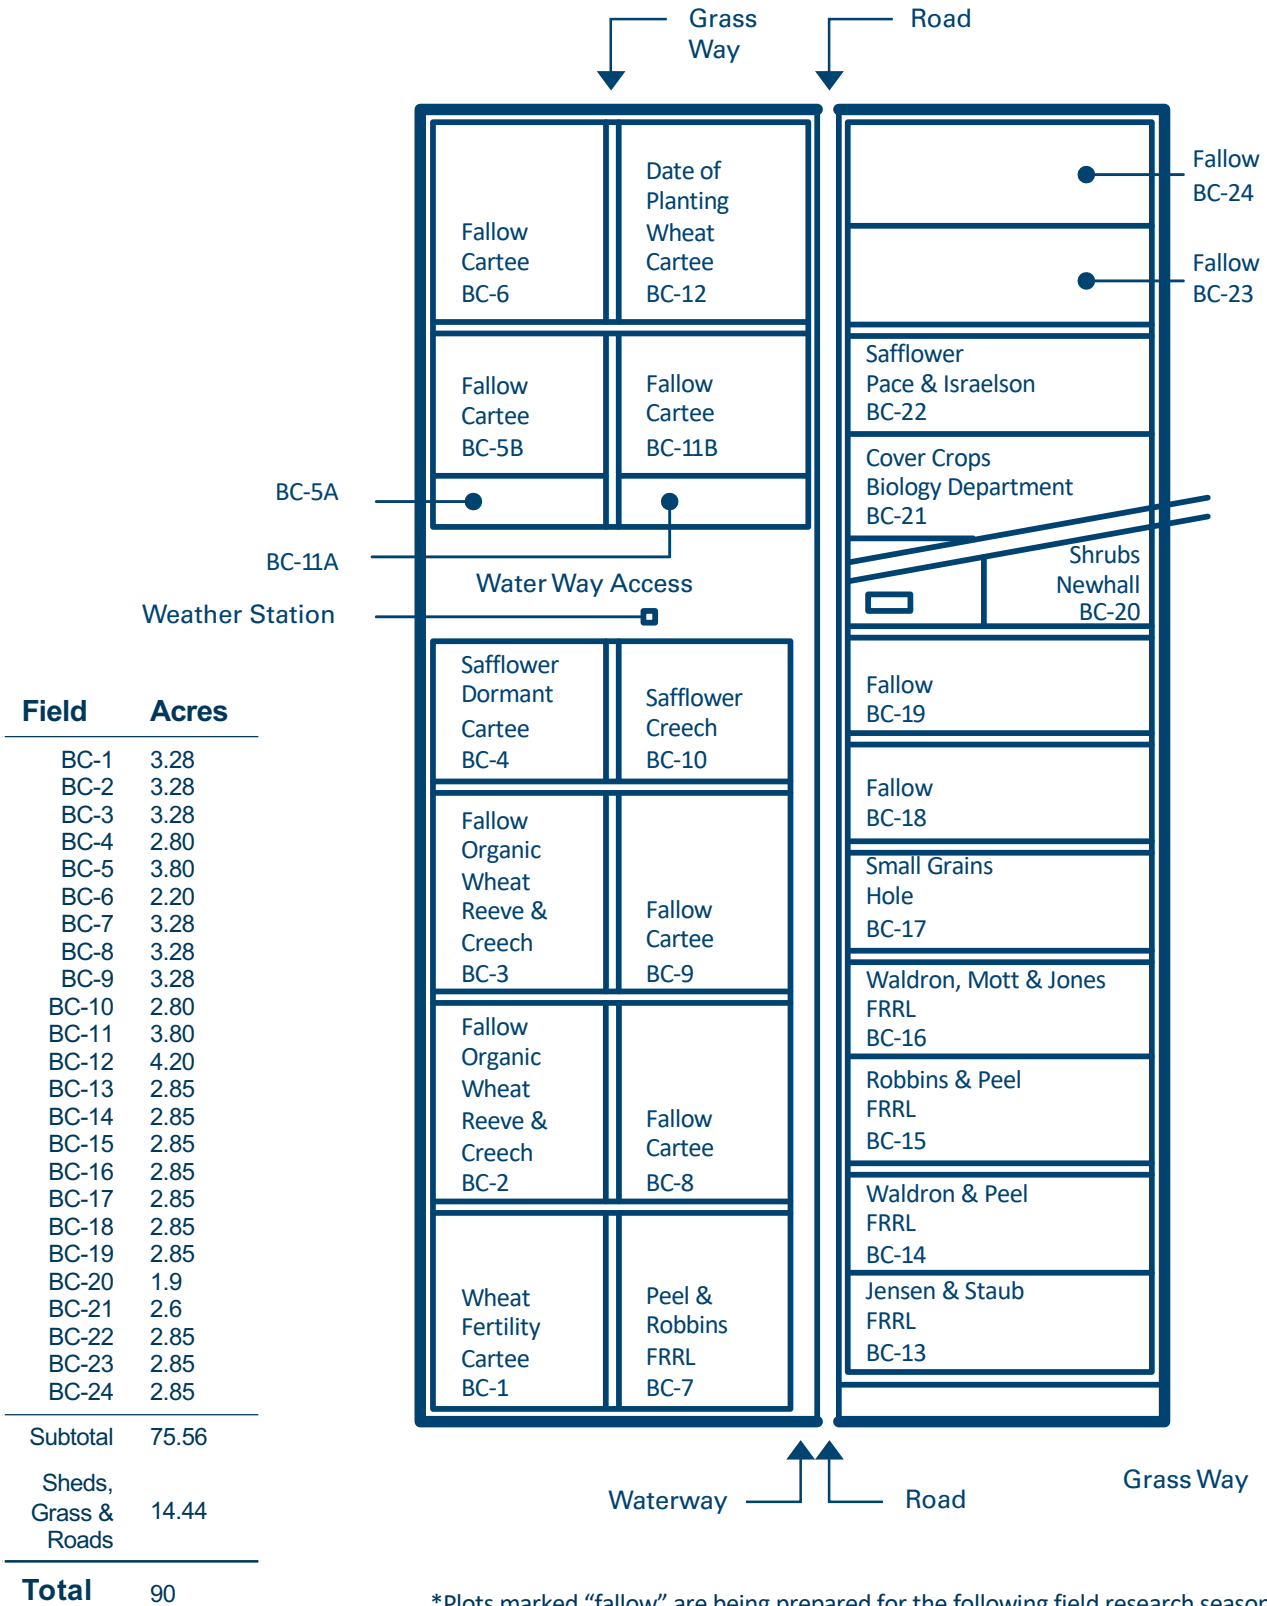 Grass
Way
Road
Fallow
Cartee
BC-6
Date of
Planting
Wheat
Cartee
BC-12
Fallow
BC-24
Fallow
BC-23
Fallow
Cartee
BC-5B
Fallow
Cartee
BC-11B
Safflower
Pace & Israelson
BC-22
Cover Crops
Biology Department
BC-21
BC-5A
BC-11A
Water Way Access
Weather Station
Shrubs
Newhall
BC-20
Safflower
Dormant
Cartee
BC-4
Safflower
Creech
BC-10
Fallow
BC-19
Fallow
BC-18
Fallow
Organic
Wheat
Reeve &
Creech
BC-3
Fallow
Cartee
BC-9
Small Grains
Hole
BC-17
Waldron, Mott & Jones
FRRL
BC-16
Fallow
Organic
Wheat
Reeve &
Creech
BC-2
Fallow
Cartee
BC-8
Robbins & Peel
FRRL
BC-15
Waldron & Peel
FRRL
BC-14
Wheat
Fertility
Cartee
BC-1
Peel &
Robbins
FRRL
BC-7
Jensen & Staub
FRRL
BC-13
Waterway
Road
Grass Way
Field Acres
BC-1 3.28
BC-2 3.28
BC-3 3.28
BC-4 2.80
BC-5 3.80
BC-6 2.20
BC-7 3.28
BC-8 3.28
BC-9 3.28
BC-10 2.80
BC-11 3.80
BC-12 4.20
BC-13 2.85
BC-14 2.85
BC-15 2.85
BC-16 2.85
BC-17 2.85
BC-18 2.85
BC-19 2.85
BC-20 1.9
BC-21 2.6
BC-22 2.85
BC-23 2.85
BC-24 2.85
Subtotal 75.56
Sheds,
Grass & 14.44
Roads
Total 90
*Plots marked “fallow” are being prepared for the following field research season